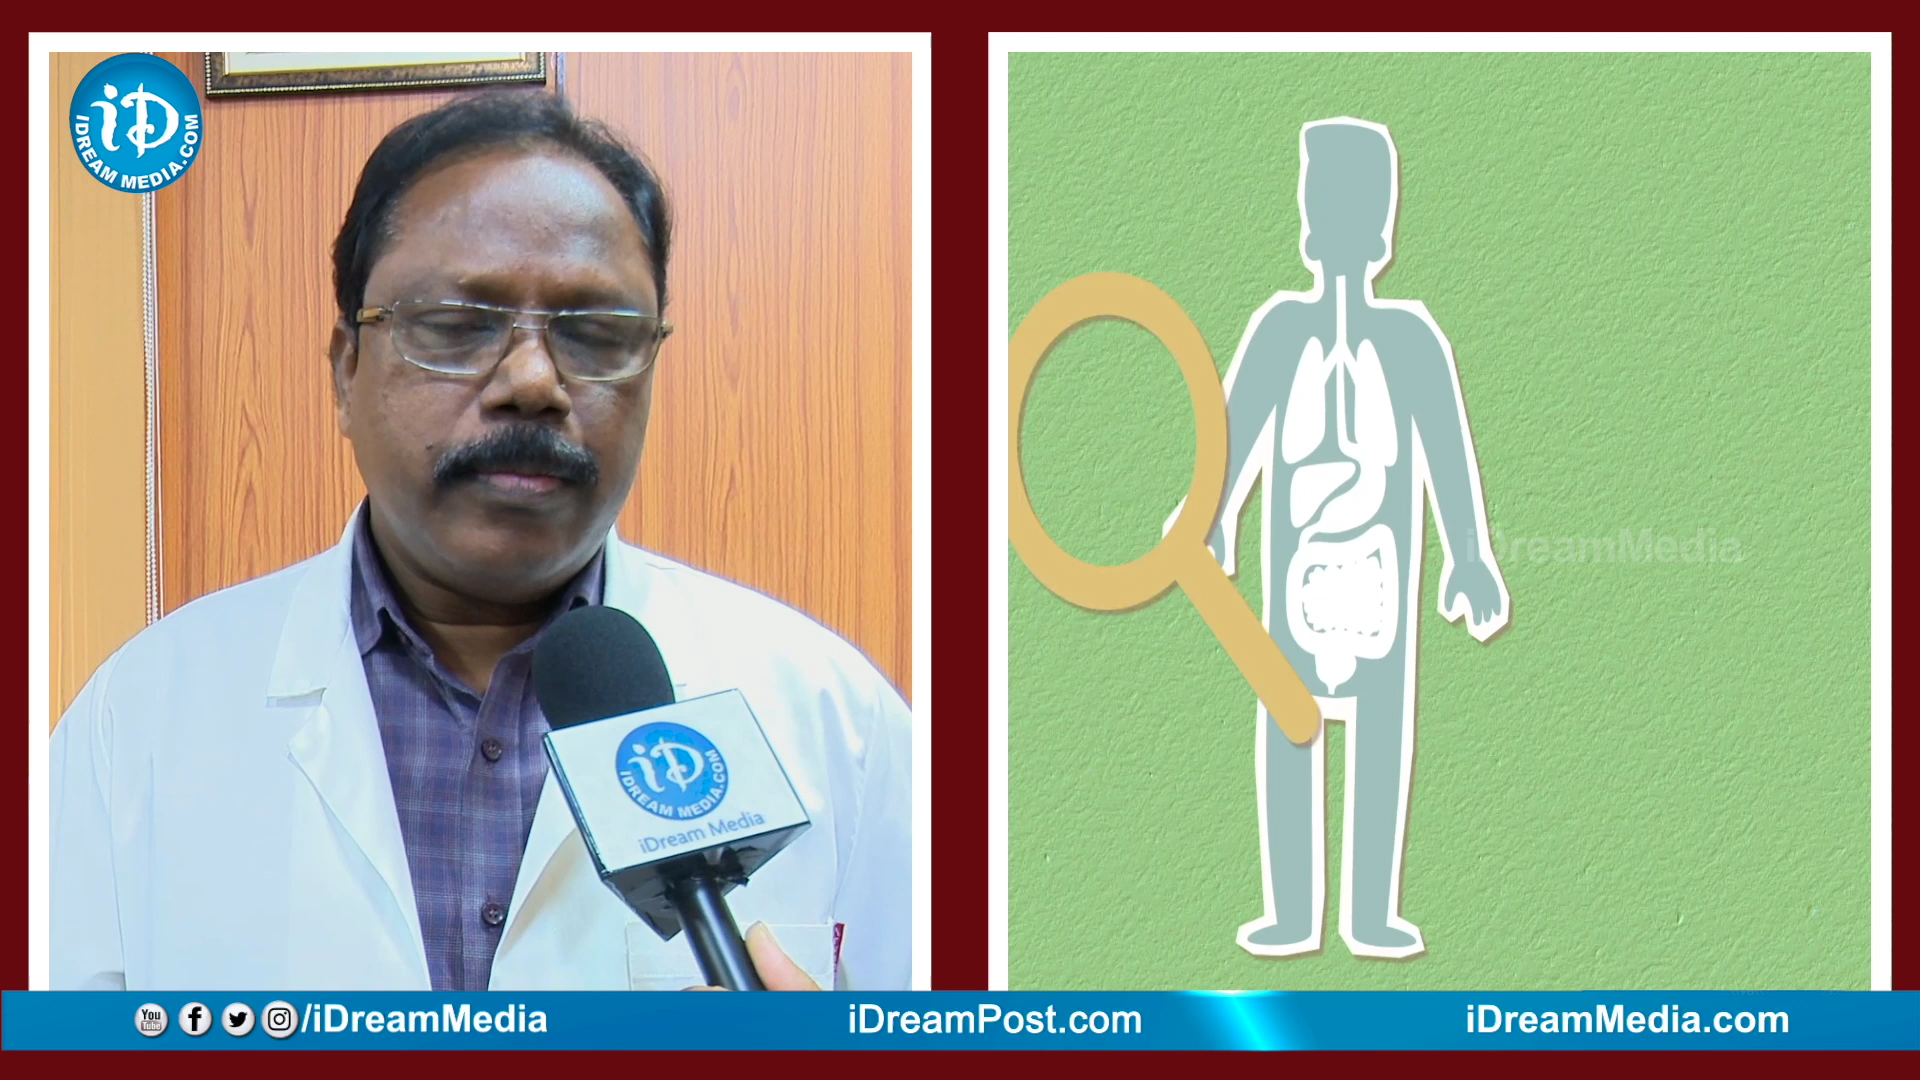 iD
IDREAM MEDIA.COM
iD
IDREAM MEDIA.COM
iDream Media
iDreamMedia
You
Tube
/iDreamMedia
iDreamPost.com
iDreamMedia.com